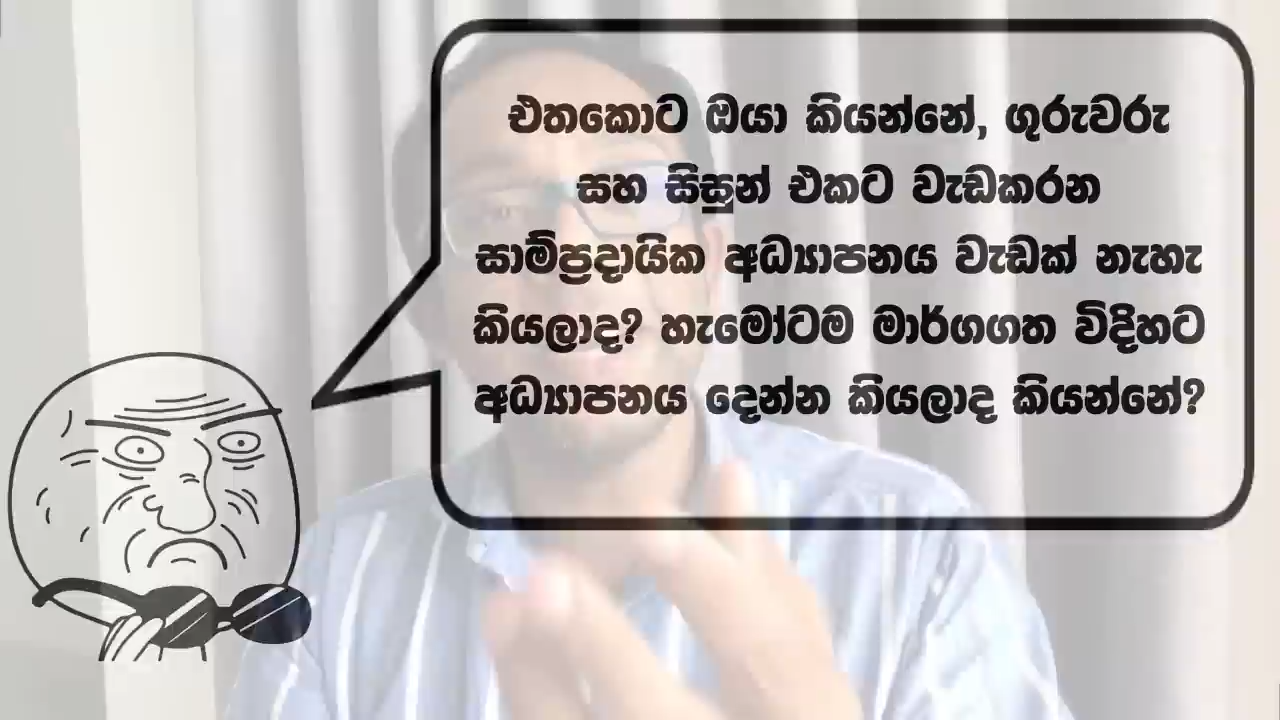 එතකොට ඔයා කියන්නේ, ගුරුවරු
සහ සිසුන් එකට වැඩකරන
සාම්ප්‍රදායික අධ්‍යාපනය වැඩක් නැහැ
කියලාද? හැමෝටම මාර්ගගත විදිහට
අධ්‍යාපනය දෙන්න කියලාද කියන්නේ?